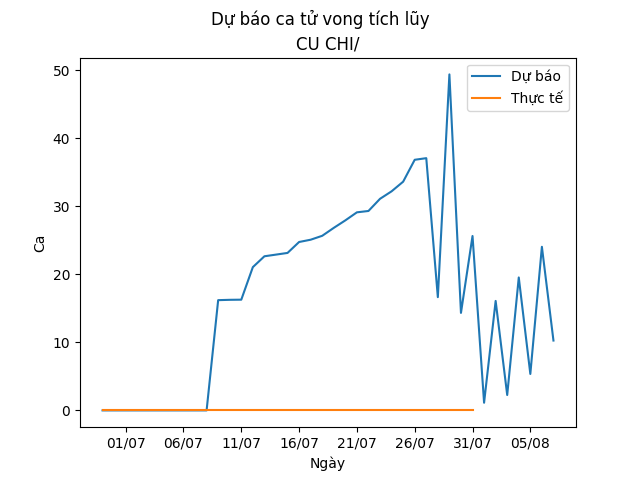 Dự báo ca tử vong tích lũy
CU CHI/
Dự báo
Thực tế
50
40
30
20
10
0
Ca
01/07 06/07 11/07 16/07 21/07 26/07 31/07 05/08
Ngày